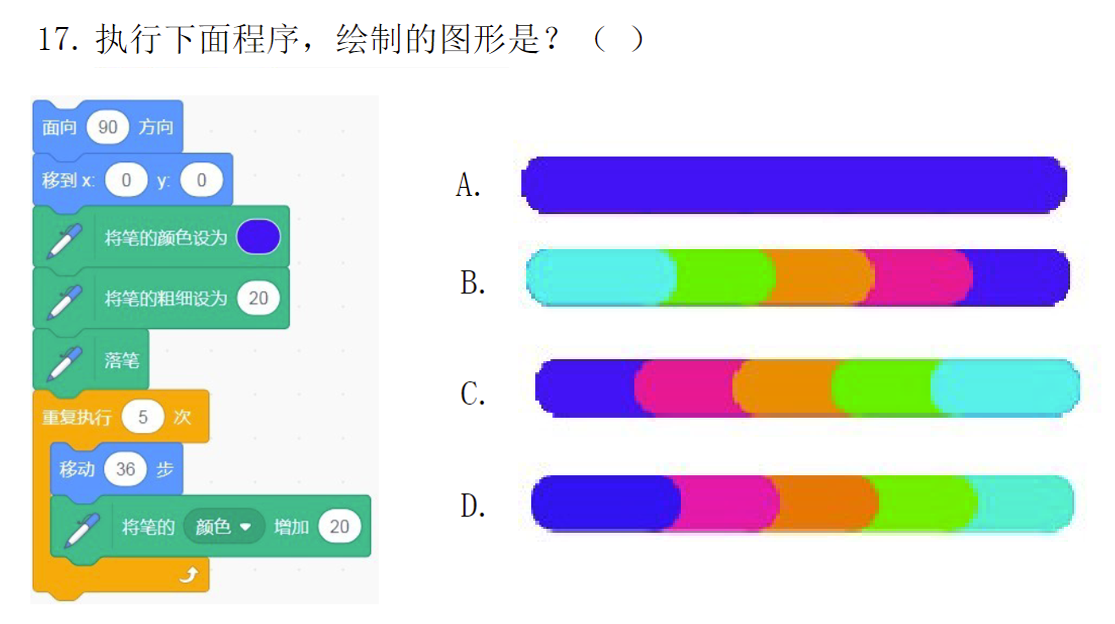 17. 执行下面程序，绘制的图形是？（ ）
面向 90 方向
移到 x: 0 y: 0
将笔的颜色设为
将笔的粗细设为 20
落笔
重复执行 5 次
移动 36 步
将笔的 颜色 增加 20
A.
B.
C.
D.